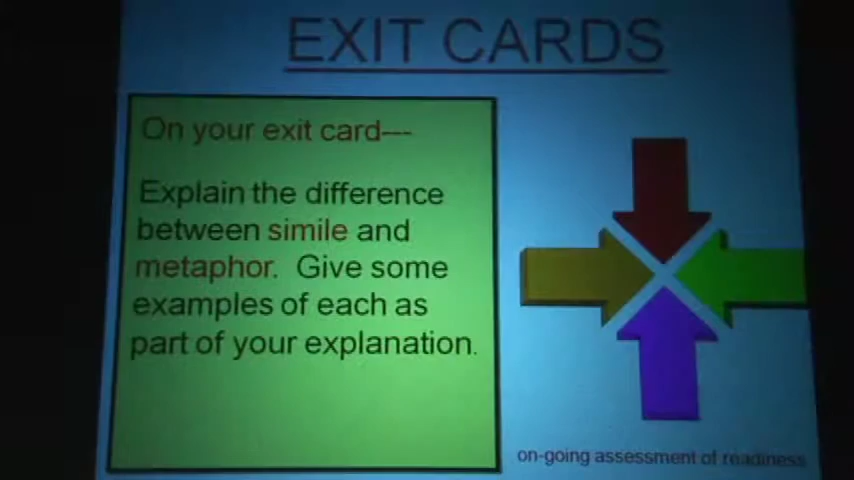 EXIT CARDS
On your exit card---
Explain the difference
between simile and
metaphor. Give some
examples of each as
part of your explanation.
on-going assessment of readiness